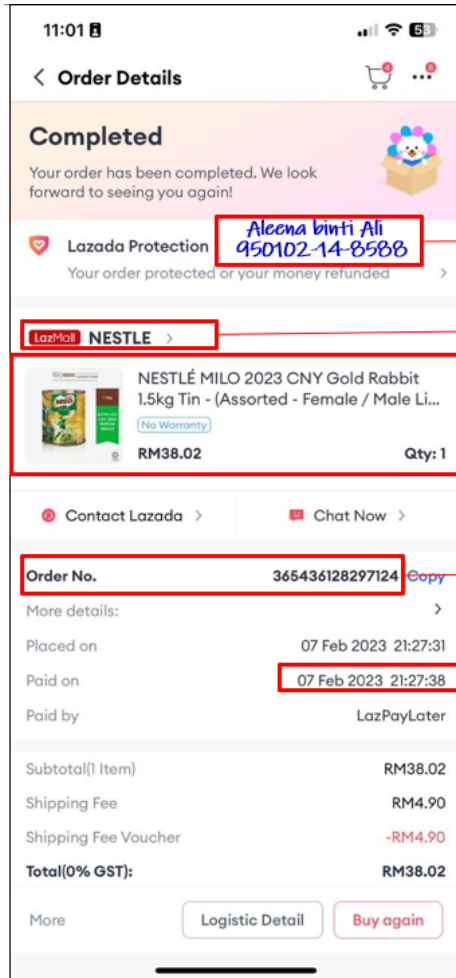 11:01
53
Order Details
4
8
Completed
Your order has been completed. We look
forward to seeing you again!
Aleena binti Ali
Lazada Protection 950102-14-8588
Your order protected or your money refunded
LazMall NESTLE
NESTLÉ MILO 2023 CNY Gold Rabbit
1.5kg Tin - (Assorted - Female / Male Li...
No Warranty
RM38.02 Qty: 1
MILO
Contact Lazada Chat Now
Order No. 365436128297124 Copy
More details:
Placed on 07 Feb 2023 21:27:31
Paid on 07 Feb 2023 21:27:38
Paid by LazPayLater
Subtotal(1 Item) RM38.02
Shipping Fee RM4.90
Shipping Fee Voucher -RM4.90
Total(0% GST): RM38.02
More Logistic Detail Buy again